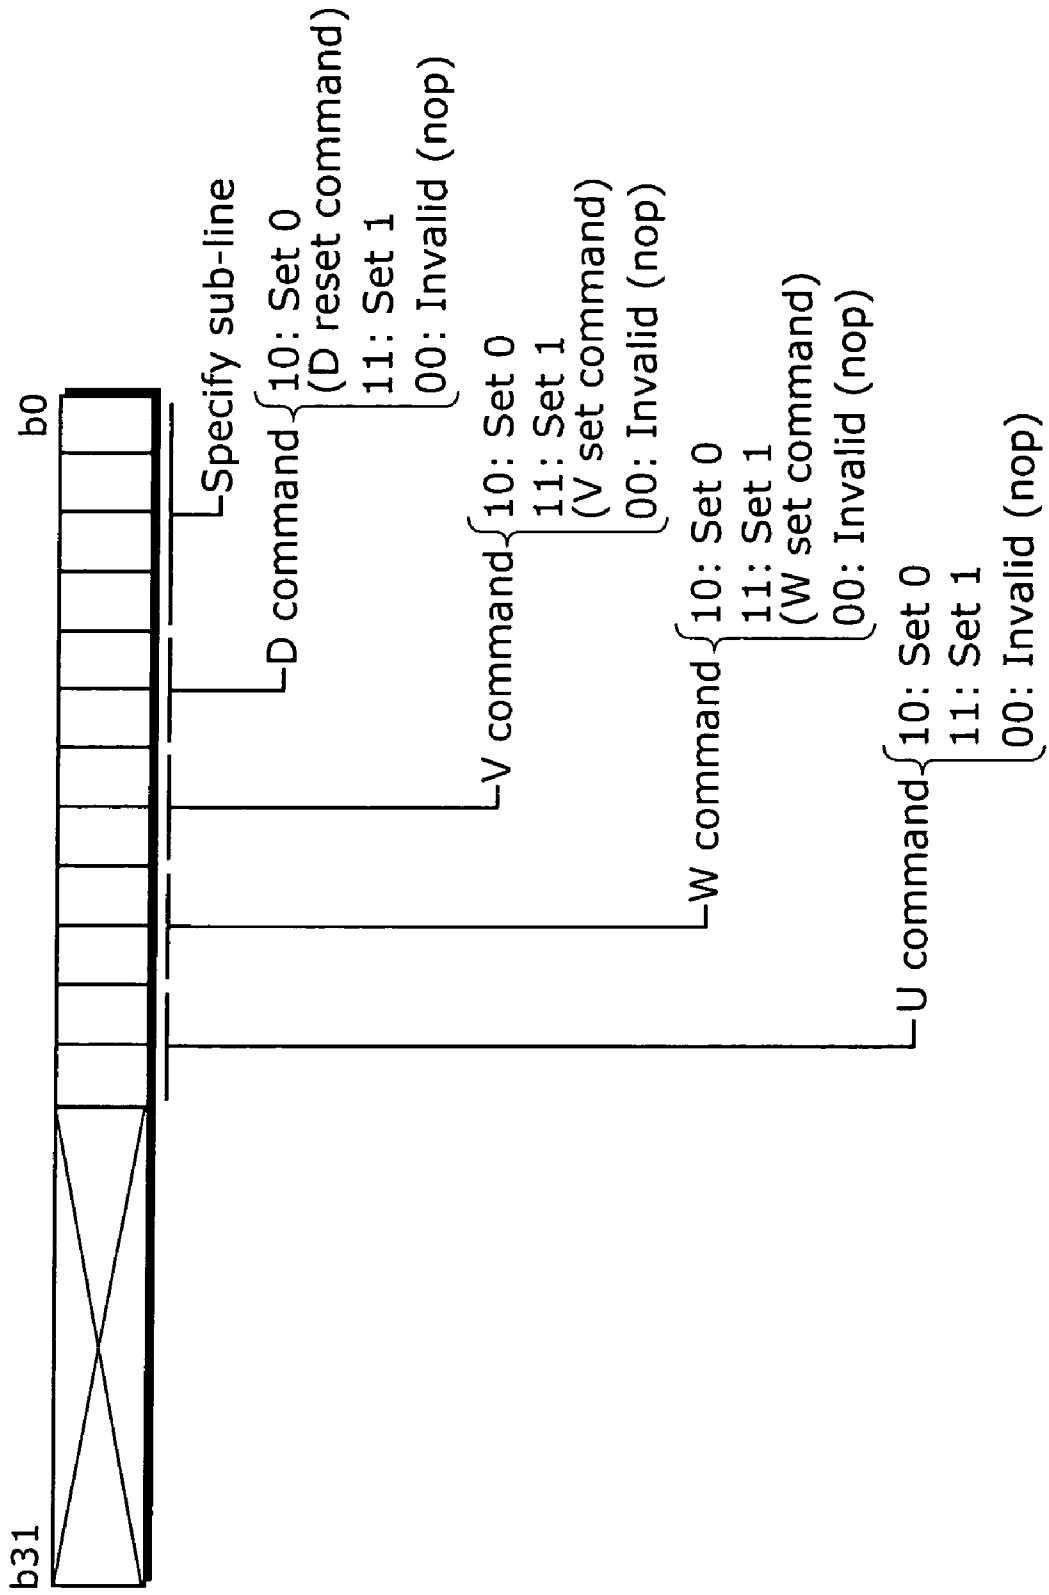 b31
b0
Specify sub-line
D command
10: Set 0
(D reset command)
11: Set 1
00: Invalid (nop)
V command
10: Set 0
11: Set 1
(V set command)
00: Invalid (nop)
W command
10: Set 0
11: Set 1
(W set command)
00: Invalid (nop)
U command
10: Set 0
11: Set 1
00: Invalid (nop)